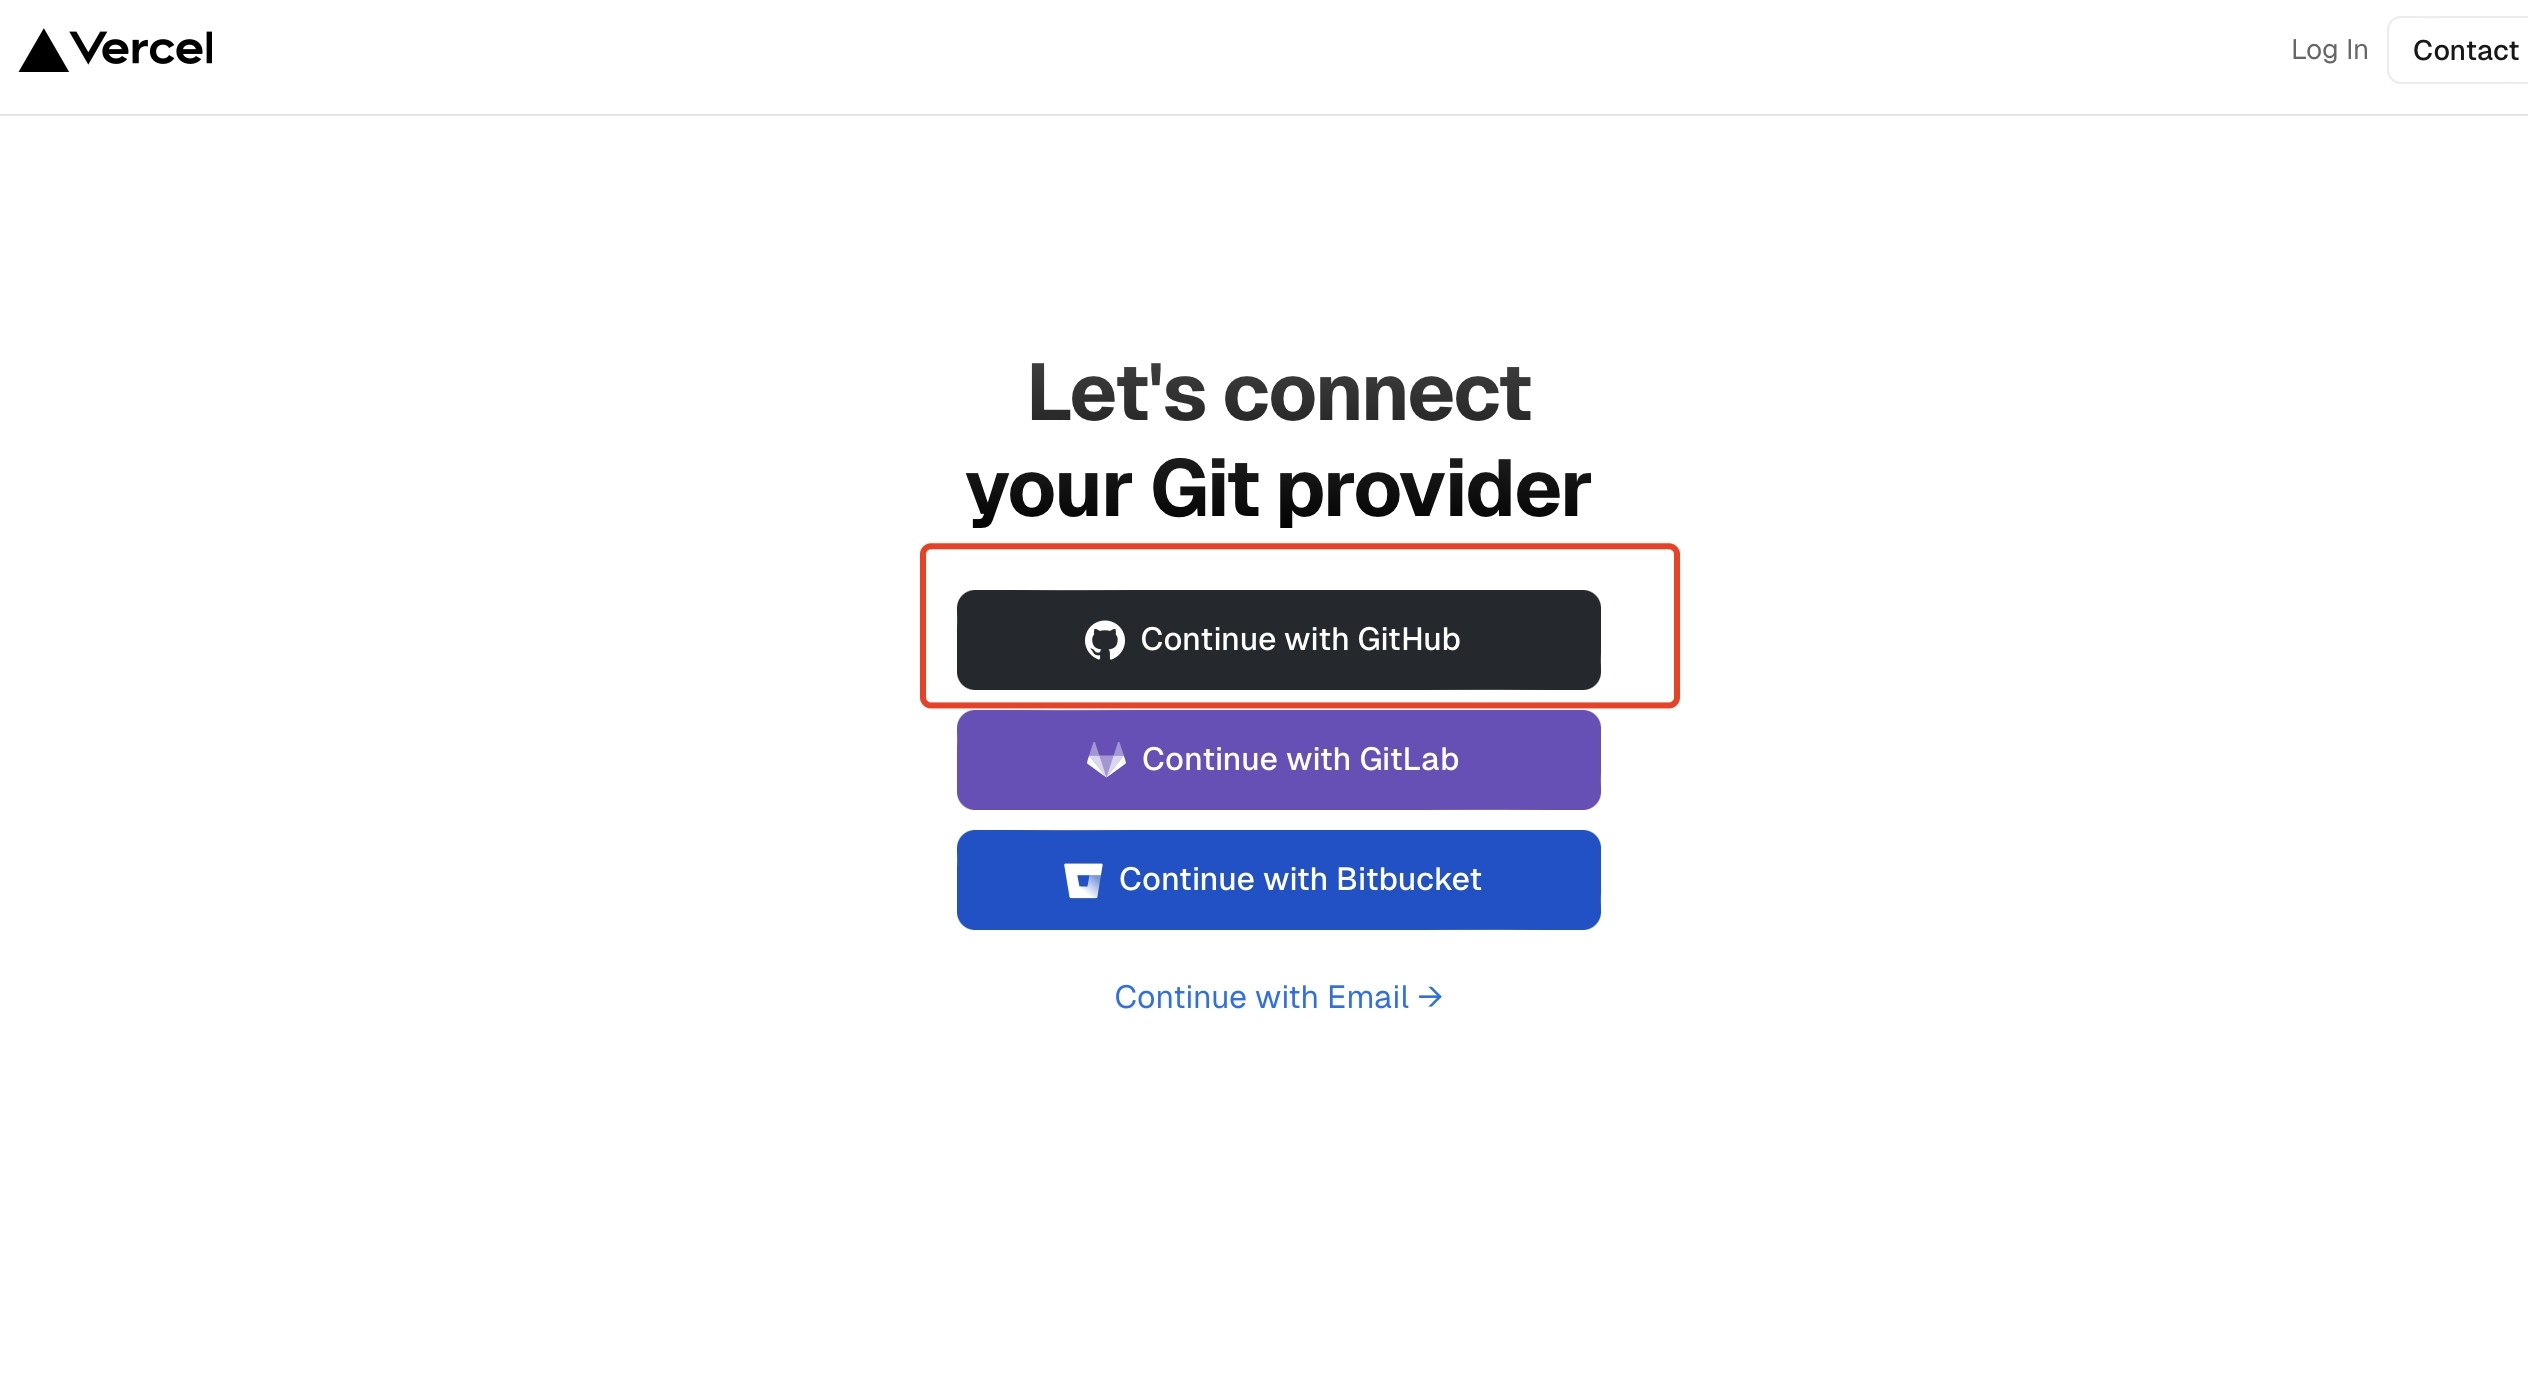 Vercel
Log In
Contact
Let's connect
your Git provider
Continue with GitHub
Continue with GitLab
Continue with Bitbucket
Continue with Email →